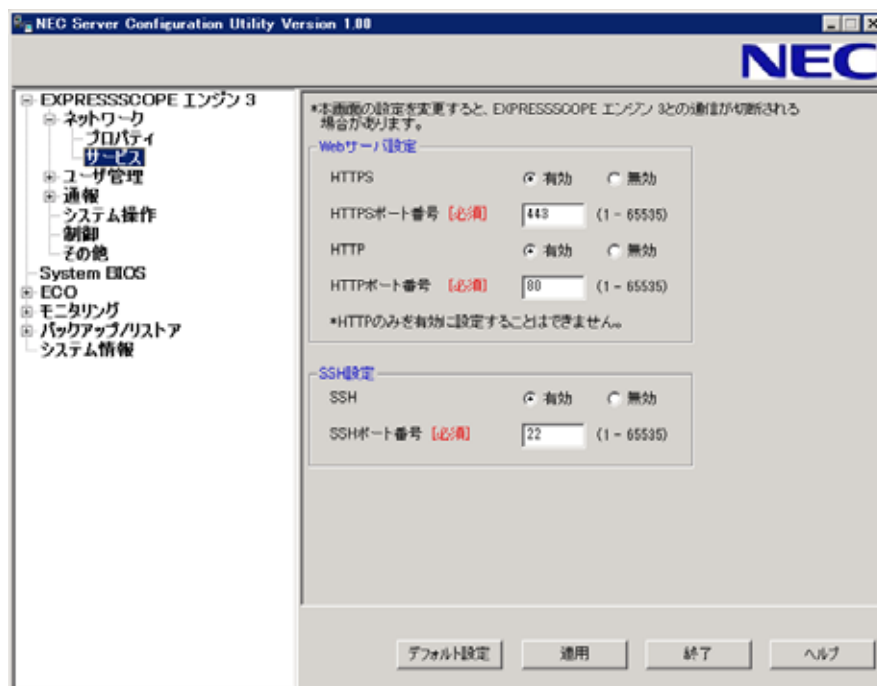 NEC Server Configuration Utility Version 1.00
NEC
EXPRESSSCOPE エンジン 3
ネットワーク
プロパティ
サービス
ユーザ管理
通報
システム操作
制御
その他
System BIOS
ECO
モニタリング
バックアップ/リストア
システム情報
*本画面の設定を変更すると、EXPRESSSCOPE エンジン 3との通信が切断される
場合があります。
Webサーバ設定
HTTPS 有効 無効
HTTPSポート番号 [必須] 443 (1 - 65535)
HTTP 有効 無効
HTTPポート番号 [必須] 80 (1 - 65535)
*HTTPのみを有効に設定することはできません。
SSH設定
SSH 有効 無効
SSHポート番号 [必須] 22 (1 - 65535)
デフォルト設定 適用 終了 ヘルプ